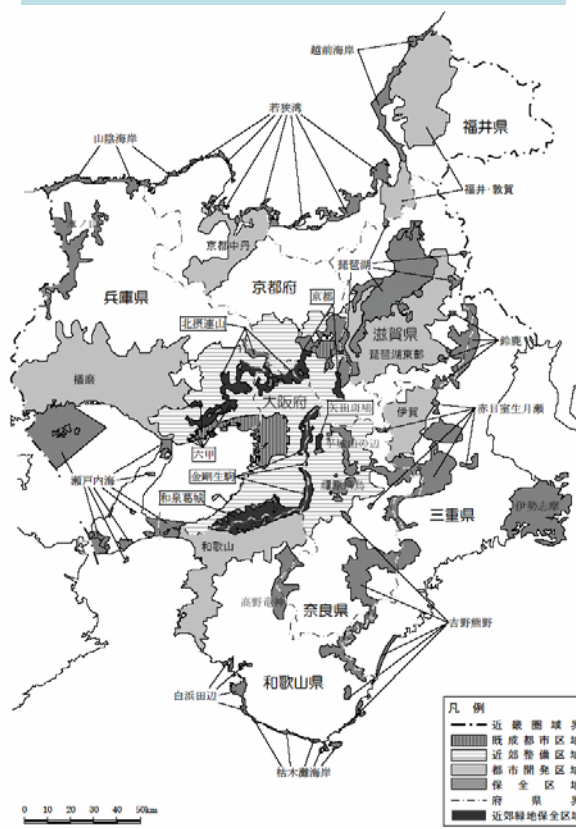 越前海岸
福井県
若狭湾
山陰海岸
福井・敦賀
京都中丹
琵琶湖
京都府
京都
兵庫県
北摂連山
滋賀県
琵琶湖東部
鈴鹿
播磨
大阪府
矢田斑鳩
伊賀
赤目室生月瀬
六甲
金剛生駒
瀬戸内海
和泉葛城
三重県
伊勢志摩
和歌山
高野竜神
奈良県
吉野熊野
和歌山県
白浜田辺
枯木灘海岸
凡例
近畿圏域界
既成都市区域
近郊整備区域
都市開発区域
保全区域
府県界
近郊緑地保全区域
0 10 20 30 40 50km